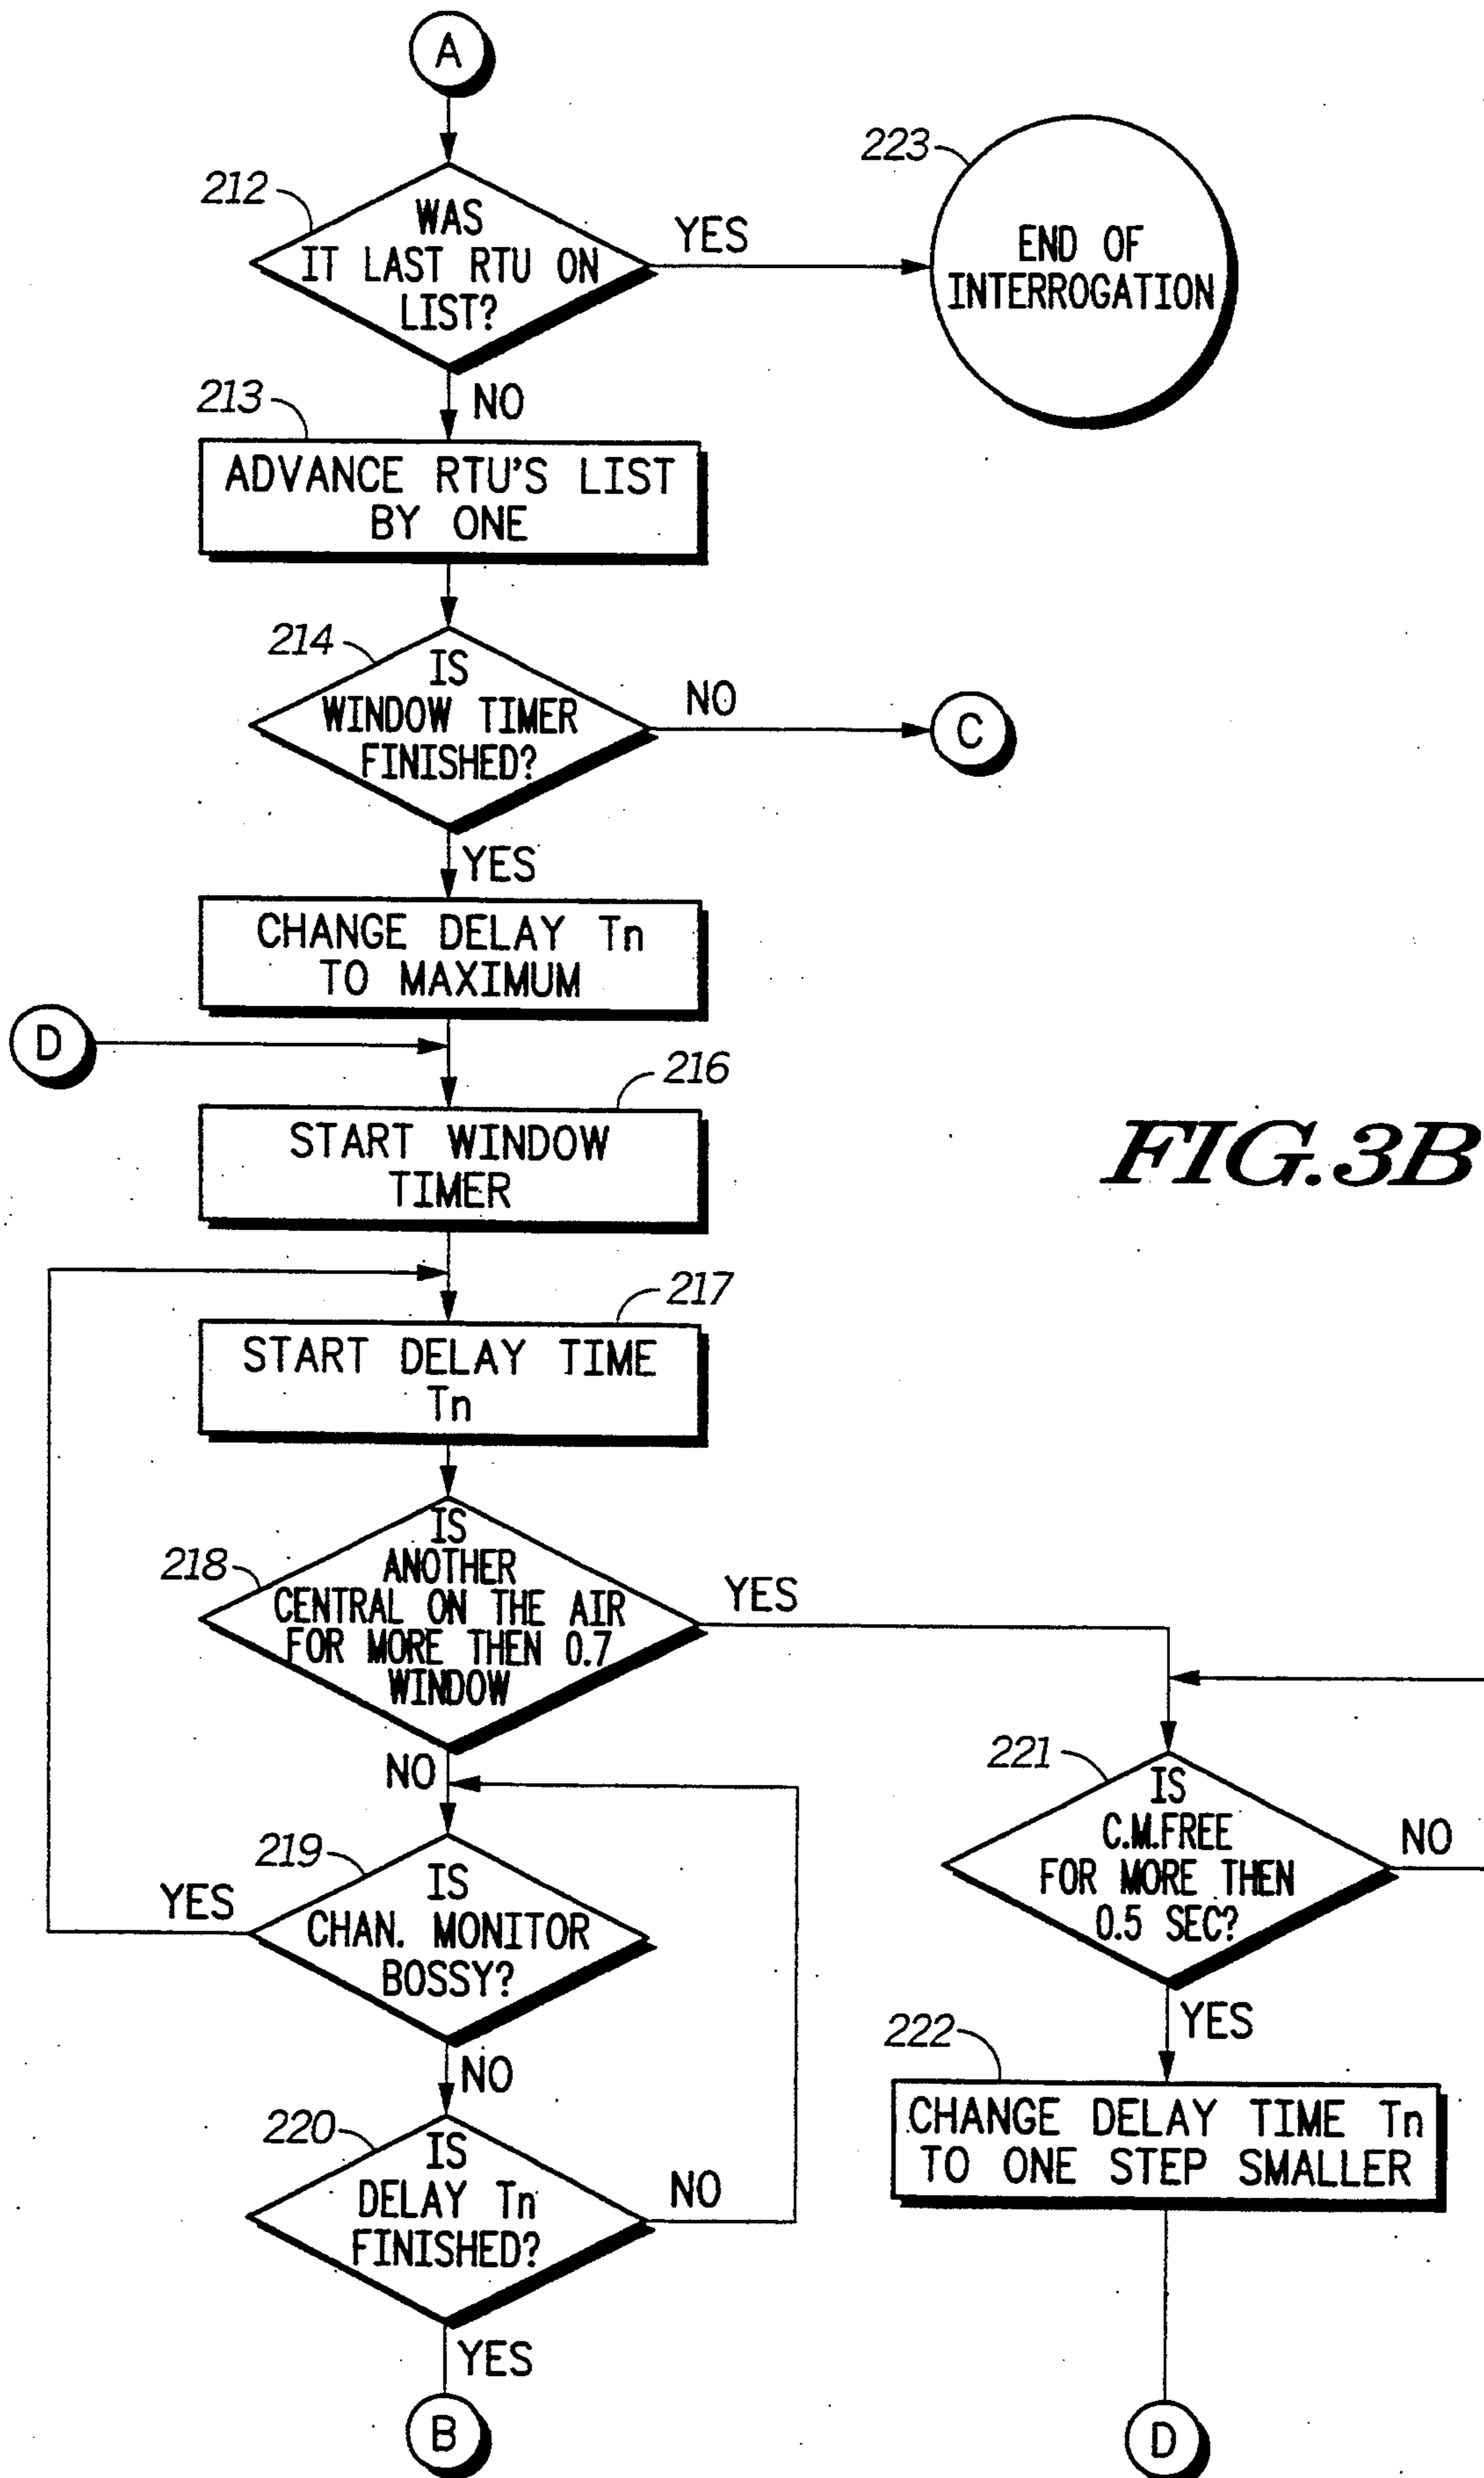 A
212
WAS
IT LAST RTU ON
LIST?
YES
223
END OF
INTERROGATION
NO
213
ADVANCE RTU'S LIST
BY ONE
214
IS
WINDOW TIMER
FINISHED?
NO
C
YES
CHANGE DELAY Tn
TO MAXIMUM
D
216
START WINDOW
TIMER
FIG.3B
217
START DELAY TIME
Tn
218
IS
ANOTHER
CENTRAL ON THE AIR
FOR MORE THEN 0.7
WINDOW
YES
NO
221
IS
C.M.FREE
FOR MORE THEN
0.5 SEC?
NO
219
IS
CHAN. MONITOR
BOSSY?
YES
NO
YES
222
CHANGE DELAY TIME Tn
TO ONE STEP SMALLER
220
IS
DELAY Tn
FINISHED?
NO
YES
B
D